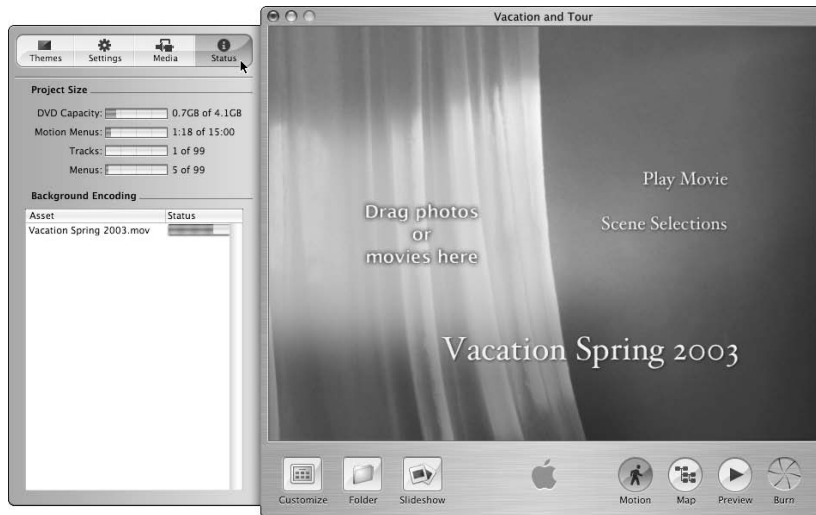 Vacation and Tour
Themes Settings Media Status
Project Size
DVD Capacity: 0.7GB of 4.1GB
Motion Menus: 1:18 of 15:00
Tracks: 1 of 99
Menus: 5 of 99
Background Encoding
Asset Status
Vacation Spring 2003.mov
Drag photos
or
movies here
Play Movie
Scene Selections
Vacation Spring 2003
Customize Folder Slideshow Motion Map Preview Burn